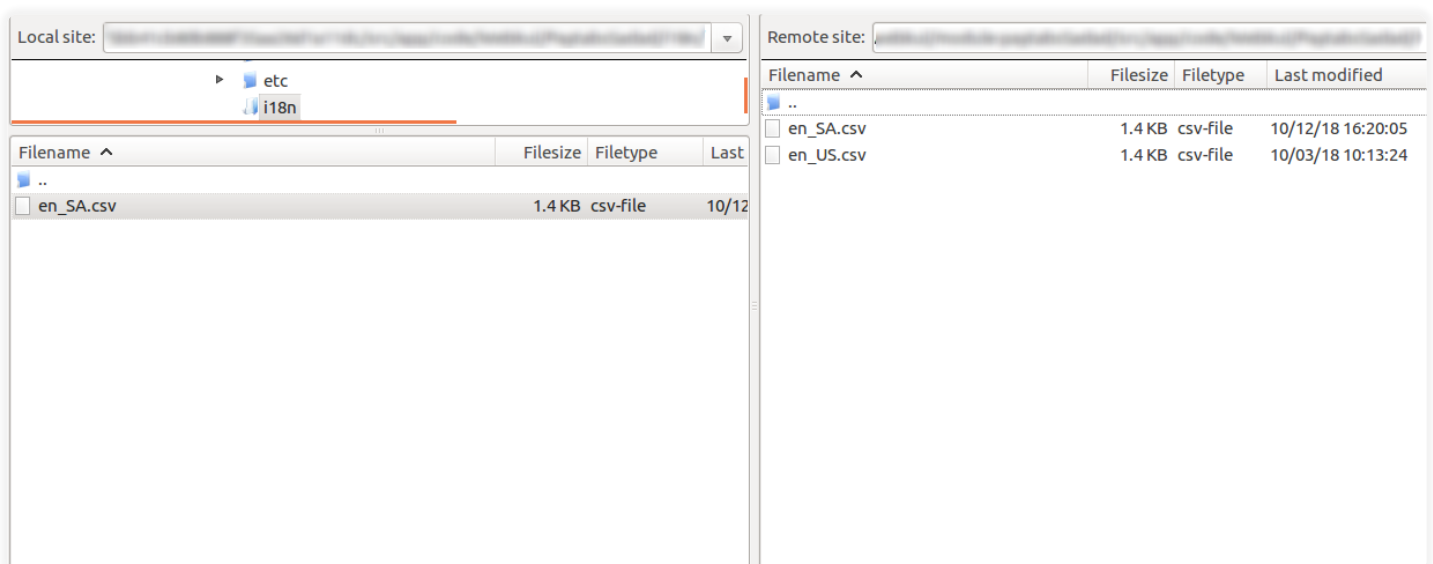 Local site:
etc
i18n
Filename Filesize Filetype Last
..
en_SA.csv 1.4 KB csv-file 10/12
Remote site:
Filename Filesize Filetype Last modified
..
en_SA.csv 1.4 KB csv-file 10/12/18 16:20:05
en_US.csv 1.4 KB csv-file 10/03/18 10:13:24